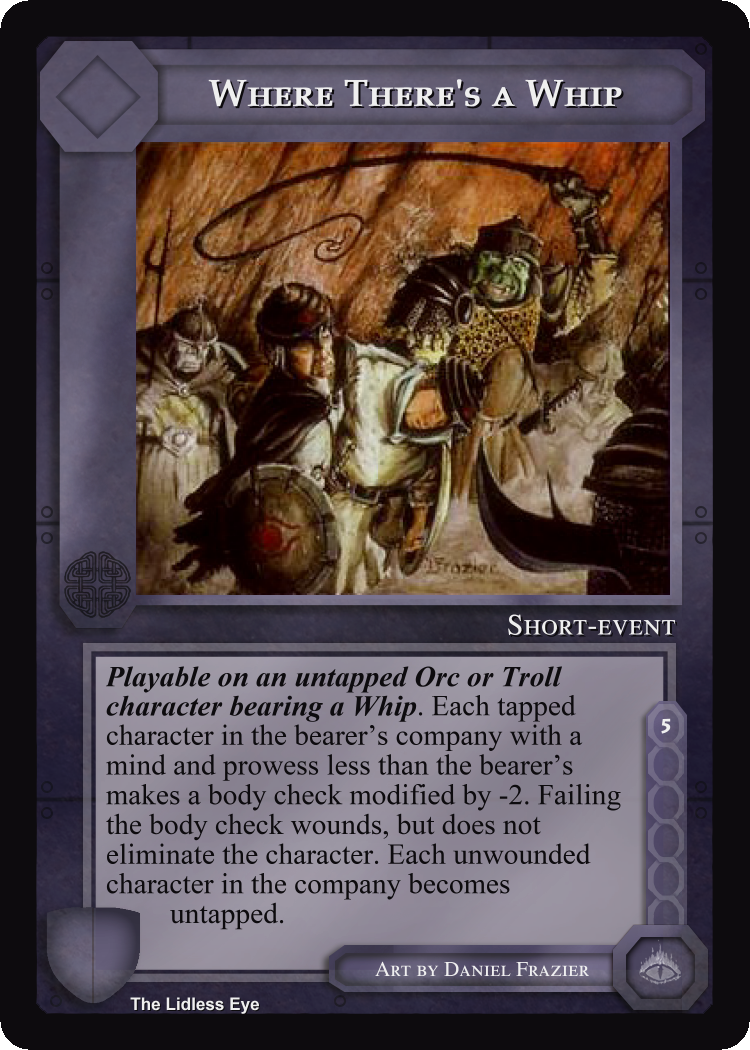 Where There's a Whip
Frazier
Short-event
Playable on an untapped Orc or Troll
character bearing a Whip. Each tapped
character in the bearer's company with a
mind and prowess less than the bearer's
makes a body check modified by -2. Failing
the body check wounds, but does not
eliminate the character. Each unwounded
character in the company becomes
untapped.
5
Art by Daniel Frazier
The Lidless Eye